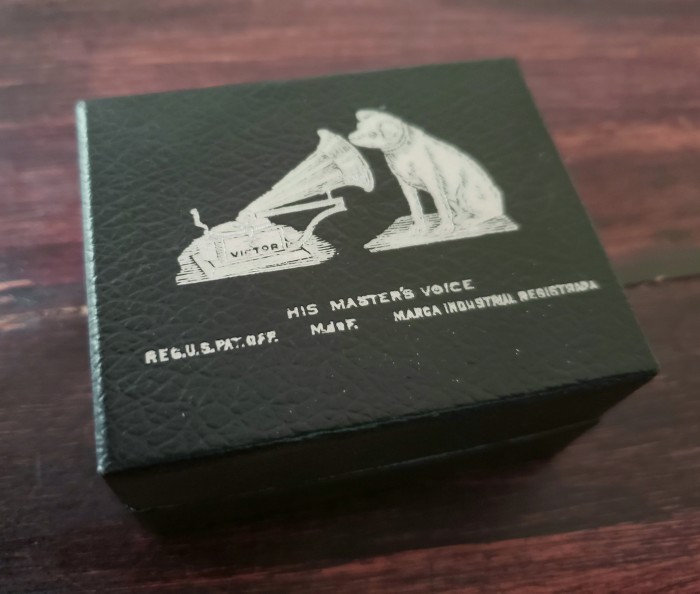 VICTOR
HIS MASTER'S VOICE
REG.U.S.PAT.OFF. M.deF. MARCA INDUSTRIAL REGISTRADA